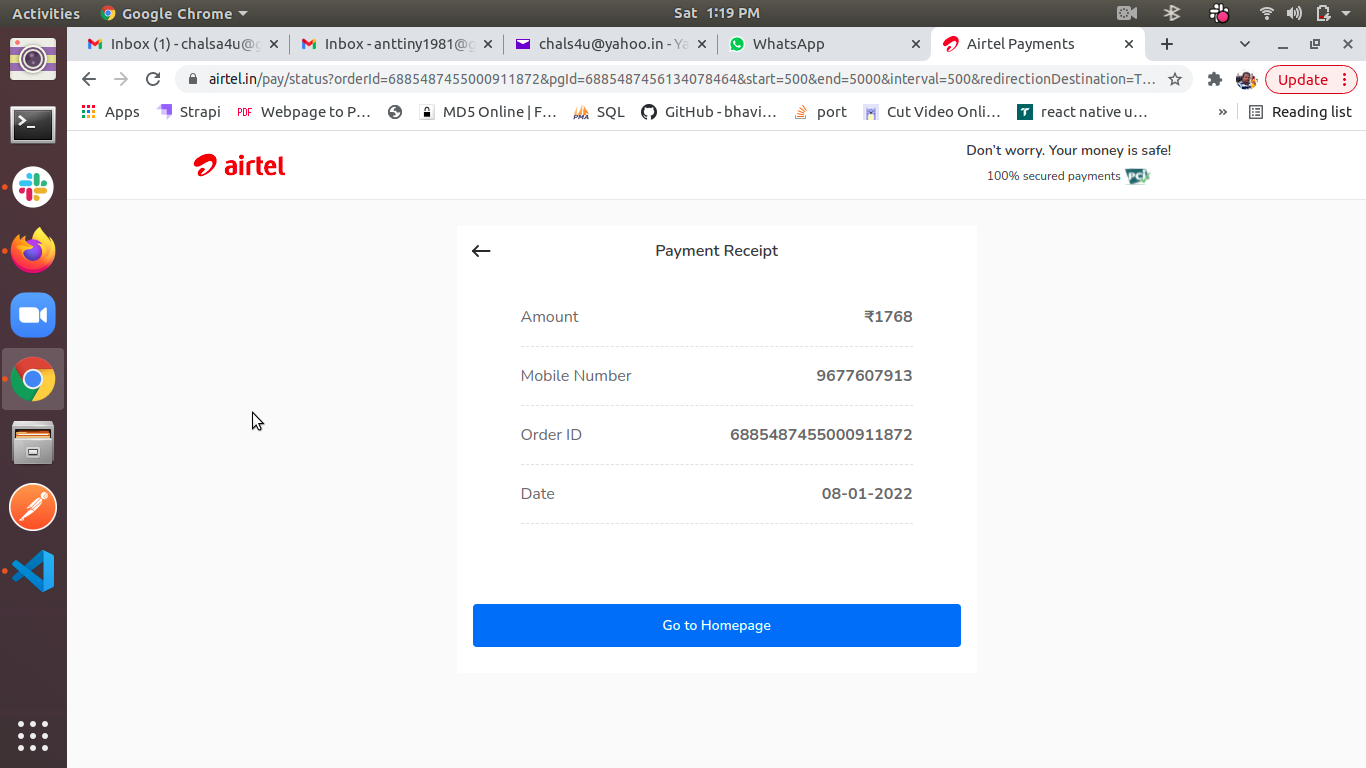 Activities Google Chrome Sat 1:19 PM
Inbox (1) - chalsa4u@g Inbox - anttiny1981@g chals4u@yahoo.in - Ya WhatsApp Airtel Payments
airtel.in/pay/status?orderId=6885487455000911872&pgId=6885487456134078464&start=500&end=5000&interval=500&redirectionDestination=T… Update
Apps Strapi PDF Webpage to P… MD5 Online | F… PMA SQL GitHub - bhavi… port Cut Video Onli… T react native u… » Reading list
airtel
Don't worry. Your money is safe!
100% secured payments PCI
Payment Receipt
Amount ₹1768
Mobile Number 9677607913
Order ID 6885487455000911872
Date 08-01-2022
Go to Homepage